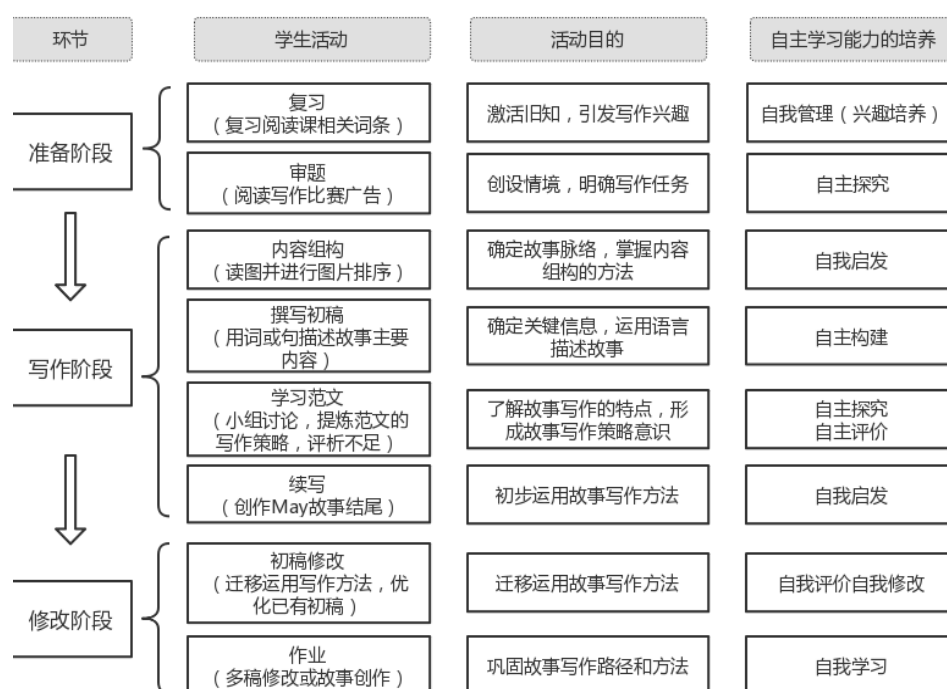 环节
学生活动
活动目的
自主学习能力的培养
准备阶段
复习
（复习阅读课相关词条）
激活旧知，引发写作兴趣
自我管理（兴趣培养）
审题
（阅读写作比赛广告）
创设情境，明确写作任务
自主探究
写作阶段
内容组构
（读图并进行图片排序）
确定故事脉络，掌握内容
组构的方法
自我启发
撰写初稿
（用词或句描述故事主要
内容）
确定关键信息，运用语言
描述故事
自主构建
学习范文
（小组讨论，提炼范文的
写作策略，评析不足）
了解故事写作的特点，形
成故事写作策略意识
自主探究
自主评价
续写
（创作May故事结尾）
初步运用故事写作方法
自我启发
修改阶段
初稿修改
（迁移运用写作方法，优
化已有初稿）
迁移运用故事写作方法
自我评价自我修改
作业
（多稿修改或故事创作）
巩固故事写作路径和方法
自我学习